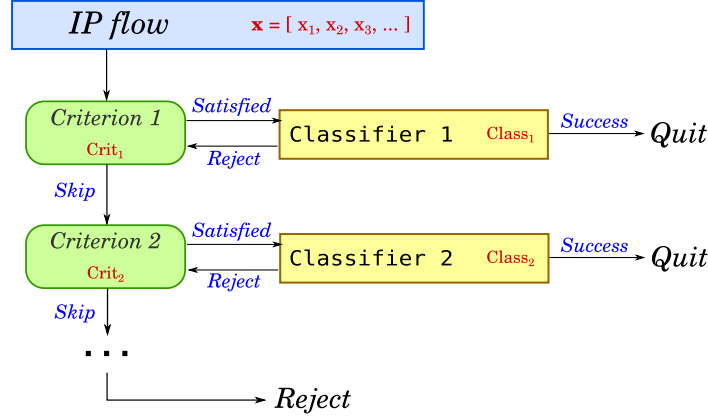 IP flow x = [ x₁, x₂, x₃, ... ]
Satisfied
Criterion 1
Crit₁
Classifier 1 Class₁
Success
Quit
Reject
Skip
Satisfied
Criterion 2
Crit₂
Classifier 2 Class₂
Success
Quit
Reject
Skip
...
Reject